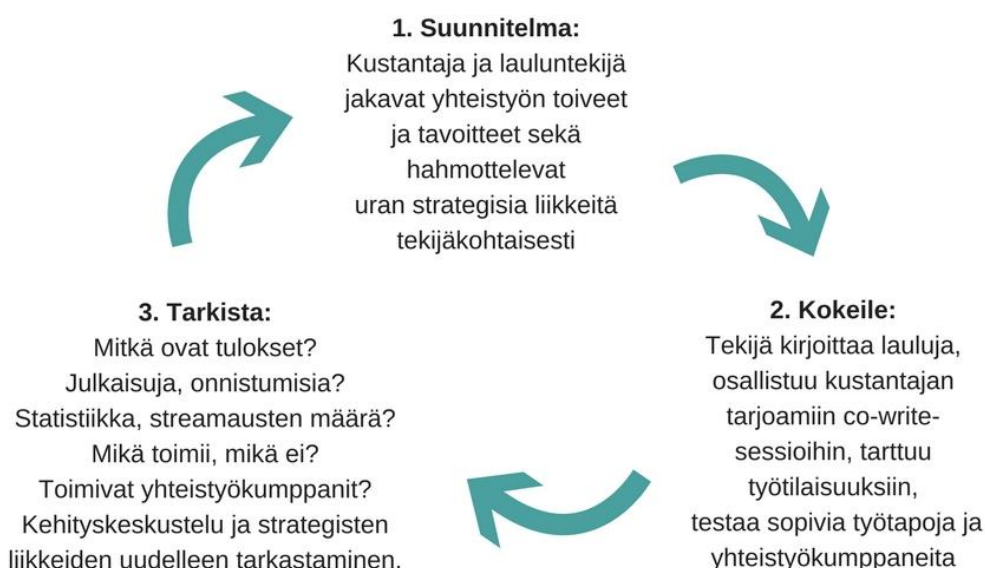 1. Suunnitelma:
Kustantaja ja lauluntekijä
jakavat yhteistyön toiveet
ja tavoitteet sekä
hahmottelevat
uran strategisia liikkeitä
tekijäkohtaisesti
2. Kokeile:
Tekijä kirjoittaa lauluja,
osallistuu kustantajan
tarjoamiin co-write-
sessioihin, tarttuu
työtilaisuuksiin,
testaa sopivia työtapoja ja
yhteistyökumppaneita
3. Tarkista:
Mitkä ovat tulokset?
Julkaisuja, onnistumisia?
Statistiikka, streamausten määrä?
Mikä toimii, mikä ei?
Toimivat yhteistyökumppanit?
Kehityskeskustelu ja strategisten
liikkeiden uudelleen tarkastaminen.